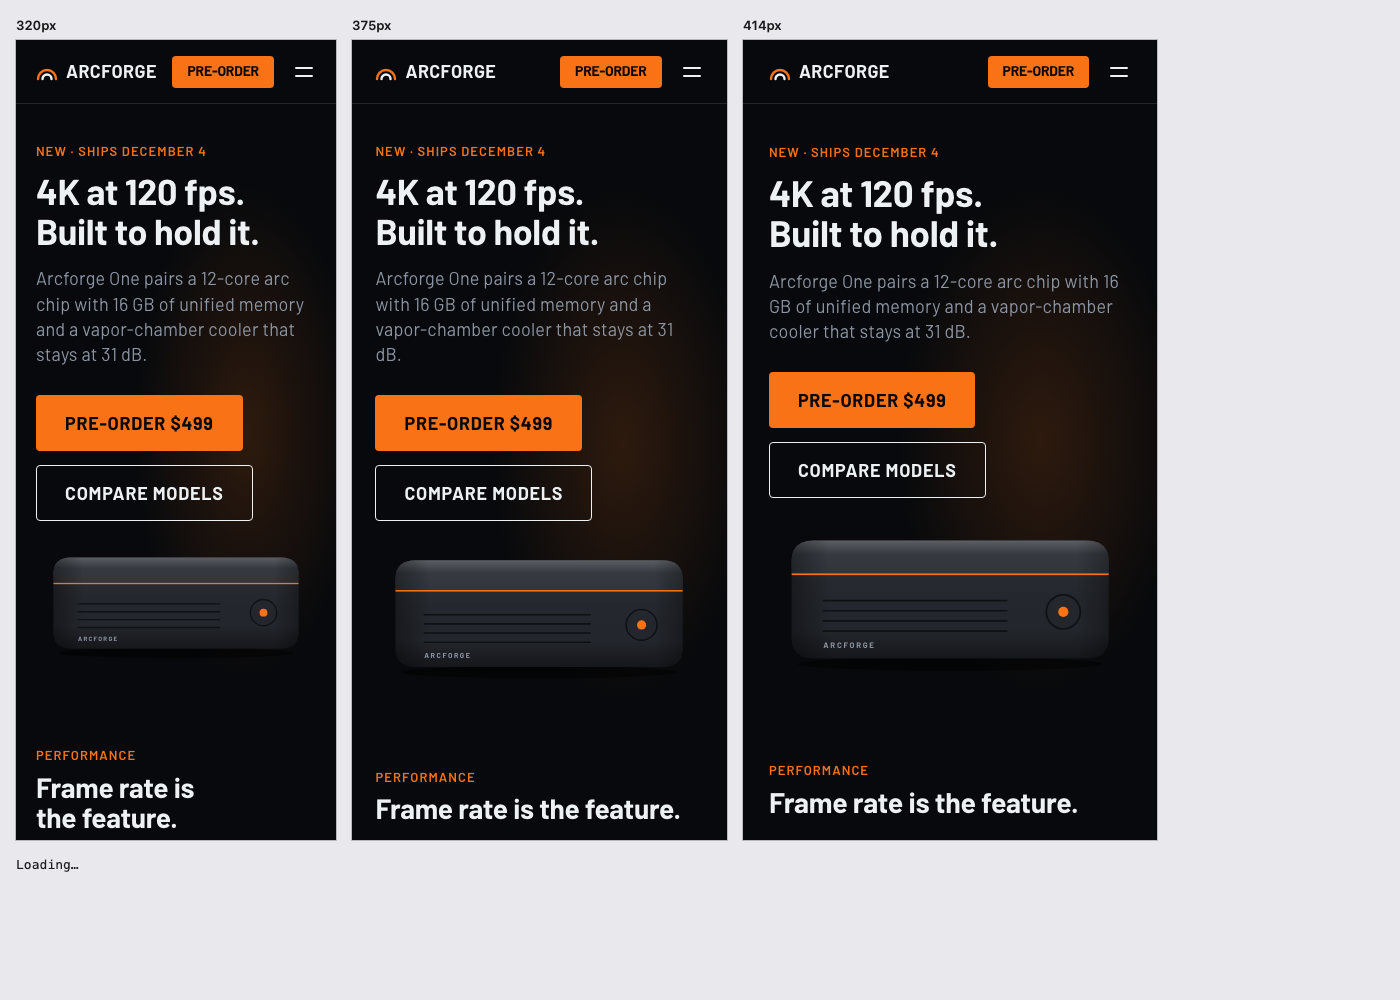 320px
ARCFORGE
PRE-ORDER
NEW · SHIPS DECEMBER 4
4K at 120 fps.
Built to hold it.
Arcforge One pairs a 12-core arc
chip with 16 GB of unified memory
and a vapor-chamber cooler that
stays at 31 dB.
PRE-ORDER $499
COMPARE MODELS
ARCFORGE
PERFORMANCE
Frame rate is
the feature.
375px
ARCFORGE
PRE-ORDER
NEW · SHIPS DECEMBER 4
4K at 120 fps.
Built to hold it.
Arcforge One pairs a 12-core arc chip
with 16 GB of unified memory and a
vapor-chamber cooler that stays at 31
dB.
PRE-ORDER $499
COMPARE MODELS
ARCFORGE
PERFORMANCE
Frame rate is the feature.
414px
ARCFORGE
PRE-ORDER
NEW · SHIPS DECEMBER 4
4K at 120 fps.
Built to hold it.
Arcforge One pairs a 12-core arc chip with 16
GB of unified memory and a vapor-chamber
cooler that stays at 31 dB.
PRE-ORDER $499
COMPARE MODELS
ARCFORGE
PERFORMANCE
Frame rate is the feature.
Loading…